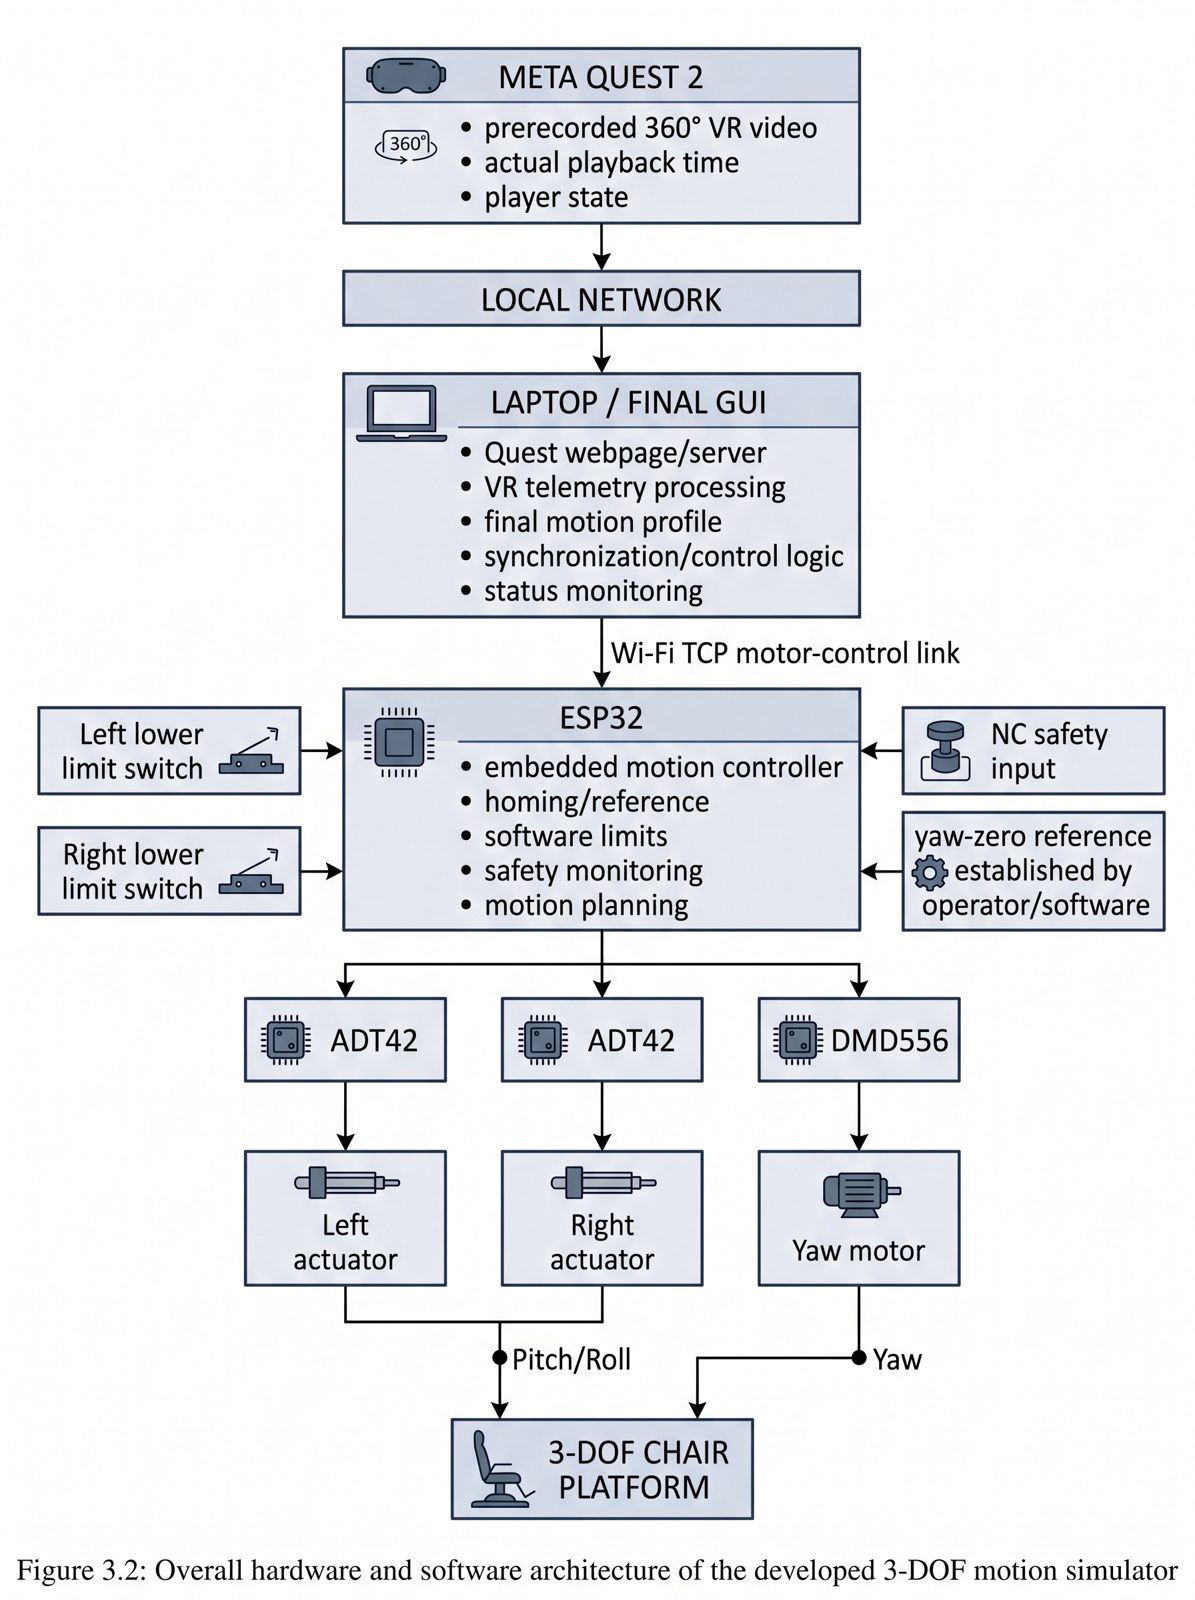 META QUEST 2
360°
• prerecorded 360° VR video
• actual playback time
• player state
LOCAL NETWORK
LAPTOP / FINAL GUI
• Quest webpage/server
• VR telemetry processing
• final motion profile
• synchronization/control logic
• status monitoring
Wi-Fi TCP motor-control link
Left lower
limit switch
Right lower
limit switch
ESP32
• embedded motion controller
• homing/reference
• software limits
• safety monitoring
• motion planning
NC safety
input
yaw-zero reference
established by
operator/software
ADT42
ADT42
DMD556
Left
actuator
Right
actuator
Yaw motor
Pitch/Roll
Yaw
3-DOF CHAIR
PLATFORM
Figure 3.2: Overall hardware and software architecture of the developed 3-DOF motion simulator